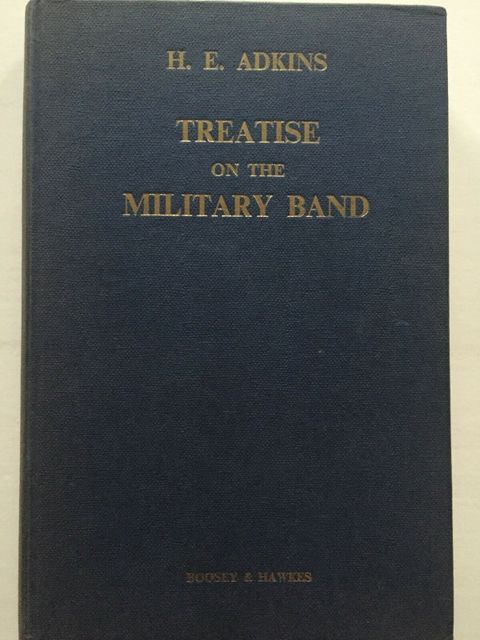 H. E. ADKINS
TREATISE
ON THE
MILITARY BAND
BOOSEY & HAWKES